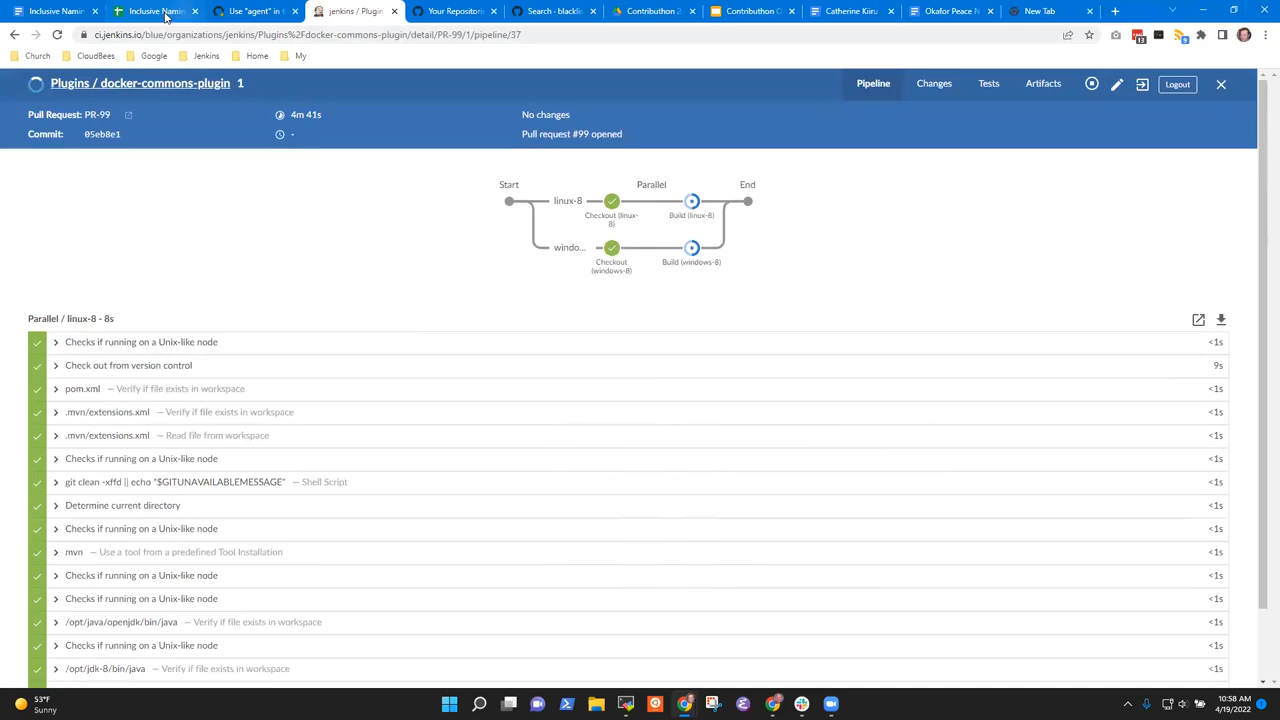 Inclusive Namin
Inclusive Namin
Use "agent" in t
jenkins / Plugin
Your Repositori
Search · blacklis
Contributhon 2
Contributhon O
Catherine Kiiru
Okafor Peace N
New Tab
ci.jenkins.io/blue/organizations/jenkins/Plugins%2Fdocker-commons-plugin/detail/PR-99/1/pipeline/37
13
9
Church
CloudBees
Google
Jenkins
Home
My
Plugins / docker-commons-plugin 1
Pipeline
Changes
Tests
Artifacts
Logout
Pull Request: PR-99
4m 41s
No changes
Commit: 05eb8e1
-
Pull request #99 opened
Start
Parallel
End
linux-8
Checkout (linux-
8)
Build (linux-8)
windo...
Checkout
(windows-8)
Build (windows-8)
Parallel / linux-8 - 8s
Checks if running on a Unix-like node <1s
Check out from version control 9s
pom.xml — Verify if file exists in workspace <1s
.mvn/extensions.xml — Verify if file exists in workspace <1s
.mvn/extensions.xml — Read file from workspace <1s
Checks if running on a Unix-like node <1s
git clean -xffd || echo "$GITUNAVAILABLEMESSAGE" — Shell Script <1s
Determine current directory <1s
Checks if running on a Unix-like node <1s
mvn — Use a tool from a predefined Tool Installation <1s
Checks if running on a Unix-like node <1s
Checks if running on a Unix-like node <1s
/opt/java/openjdk/bin/java — Verify if file exists in workspace <1s
Checks if running on a Unix-like node <1s
/opt/jdk-8/bin/java — Verify if file exists in workspace <1s
53°F
Sunny
10:58 AM
4/19/2022